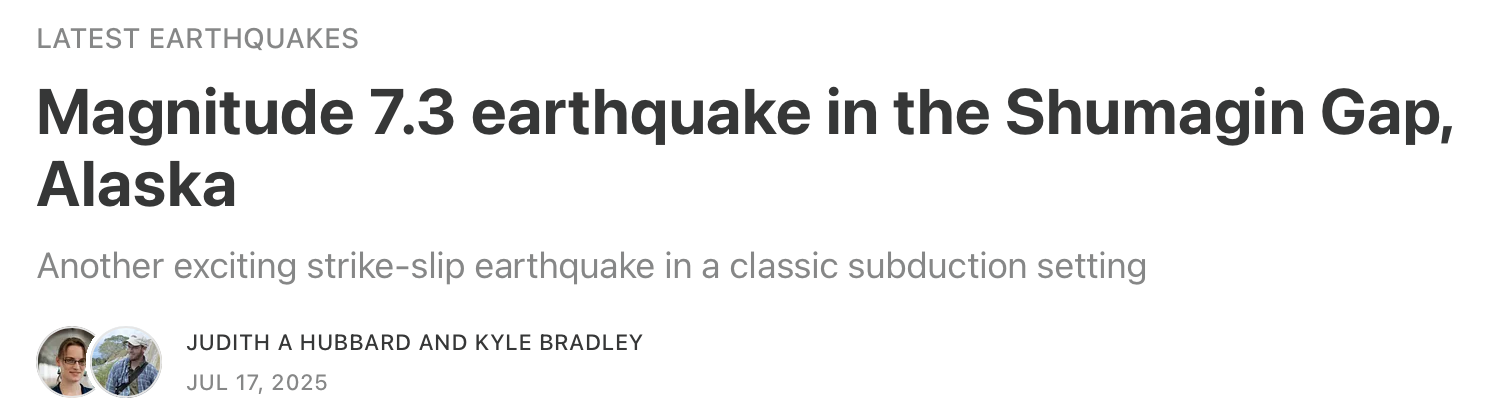 LATEST EARTHQUAKES
Magnitude 7.3 earthquake in the Shumagin Gap,
Alaska
Another exciting strike-slip earthquake in a classic subduction setting
JUDITH A HUBBARD AND KYLE BRADLEY
JUL 17, 2025